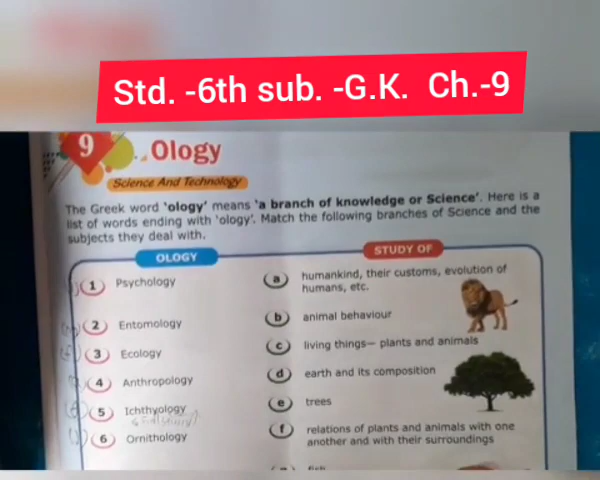 Std. -6th sub. -G.K. Ch.-9
9
Ology
Science And Technology
The Greek word 'ology' means 'a branch of knowledge or Science'. Here is a
list of words ending with 'ology'. Match the following branches of Science and the
subjects they deal with.
OLOGY
STUDY OF
1 Psychology
a humankind, their customs, evolution of
humans, etc.
2 Entomology
b animal behaviour
3 Ecology
c living things— plants and animals
4 Anthropology
d earth and its composition
5 Ichthyology
e trees
6 Ornithology
f relations of plants and animals with one
another and with their surroundings